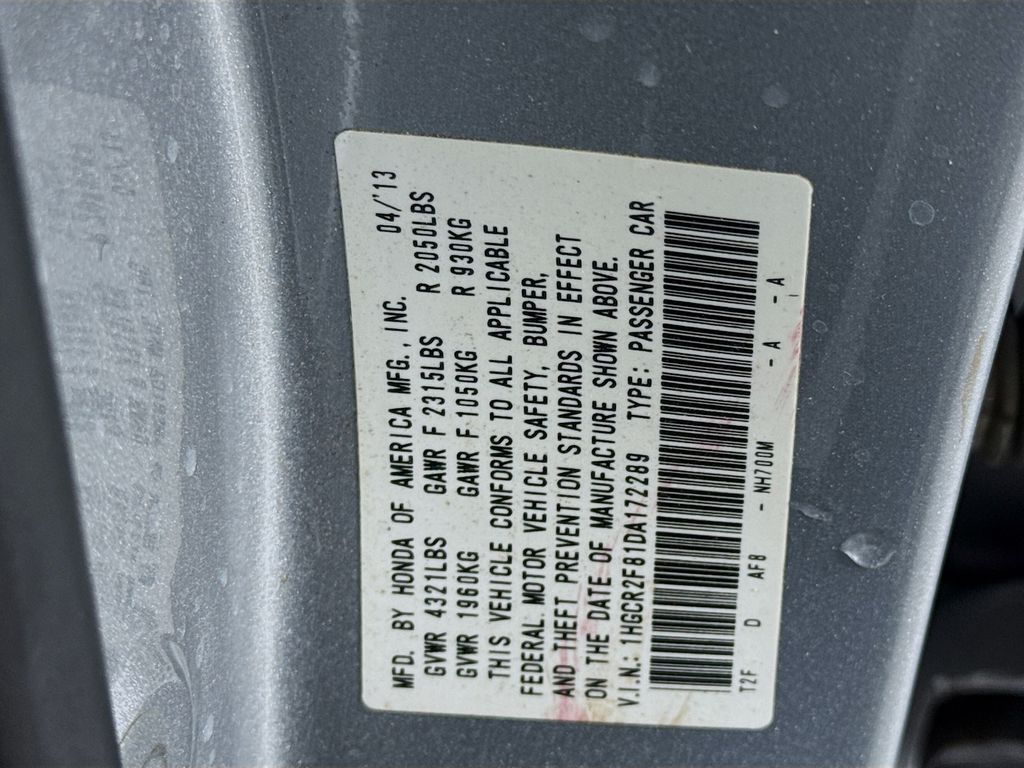 MFD. BY HONDA OF AMERICA MFG., INC. 04/'13
GVWR 4321LBS GAWR F 2315LBS R 2050LBS
GVWR 1960KG GAWR F 1050KG R 930KG
THIS VEHICLE CONFORMS TO ALL APPLICABLE
FEDERAL MOTOR VEHICLE SAFETY, BUMPER,
AND THEFT PREVENTION STANDARDS IN EFFECT
ON THE DATE OF MANUFACTURE SHOWN ABOVE.
V.I.N.: 1HGCR2F81DA172289 TYPE: PASSENGER CAR
T2F D AF8 - NH700M - A - A